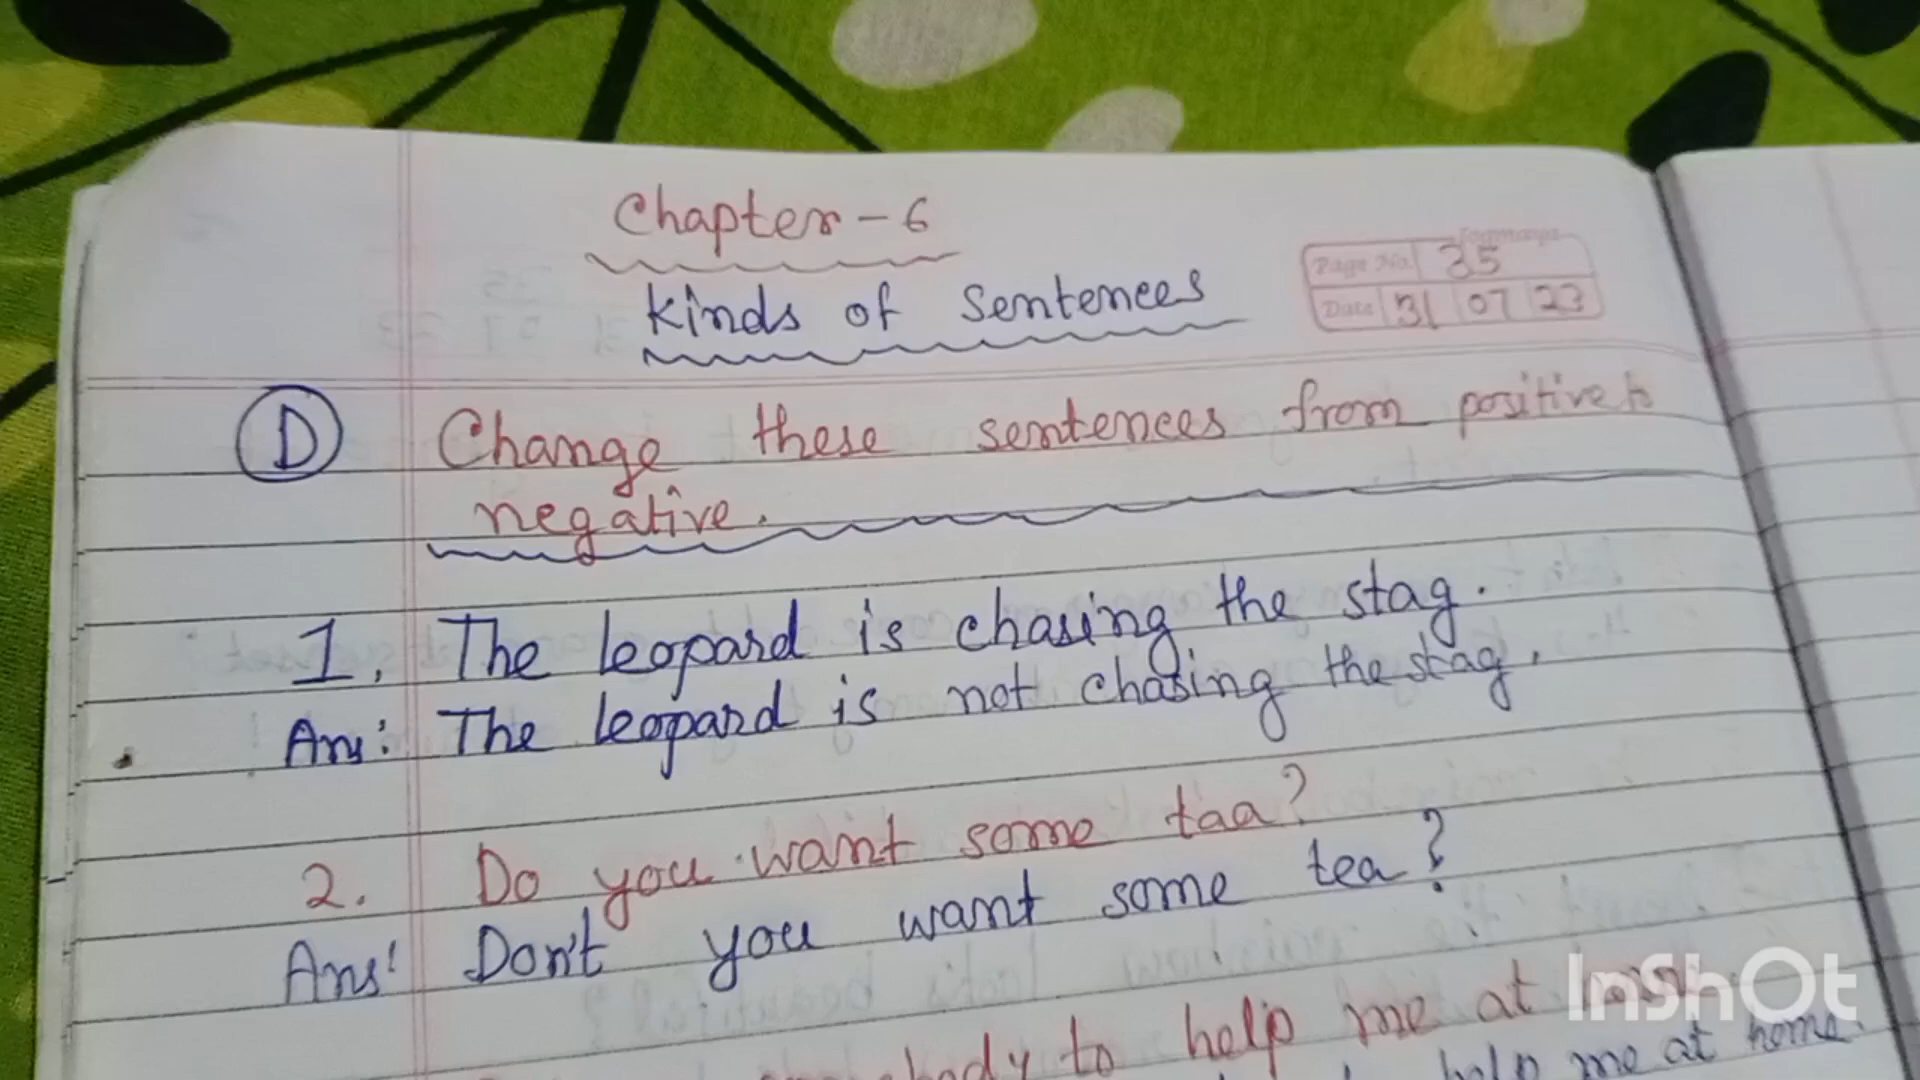 Chapter - 6
Kinds of Sentences
Page No. 35
Date 31 07 23
D Change these sentences from positive to
negative.
1. The leopard is chasing the stag.
Ans: The leopard is not chasing the stag.
2. Do you want some taa?
Ans: Don't you want some tea?
to help me at
help me at home.
InShOt